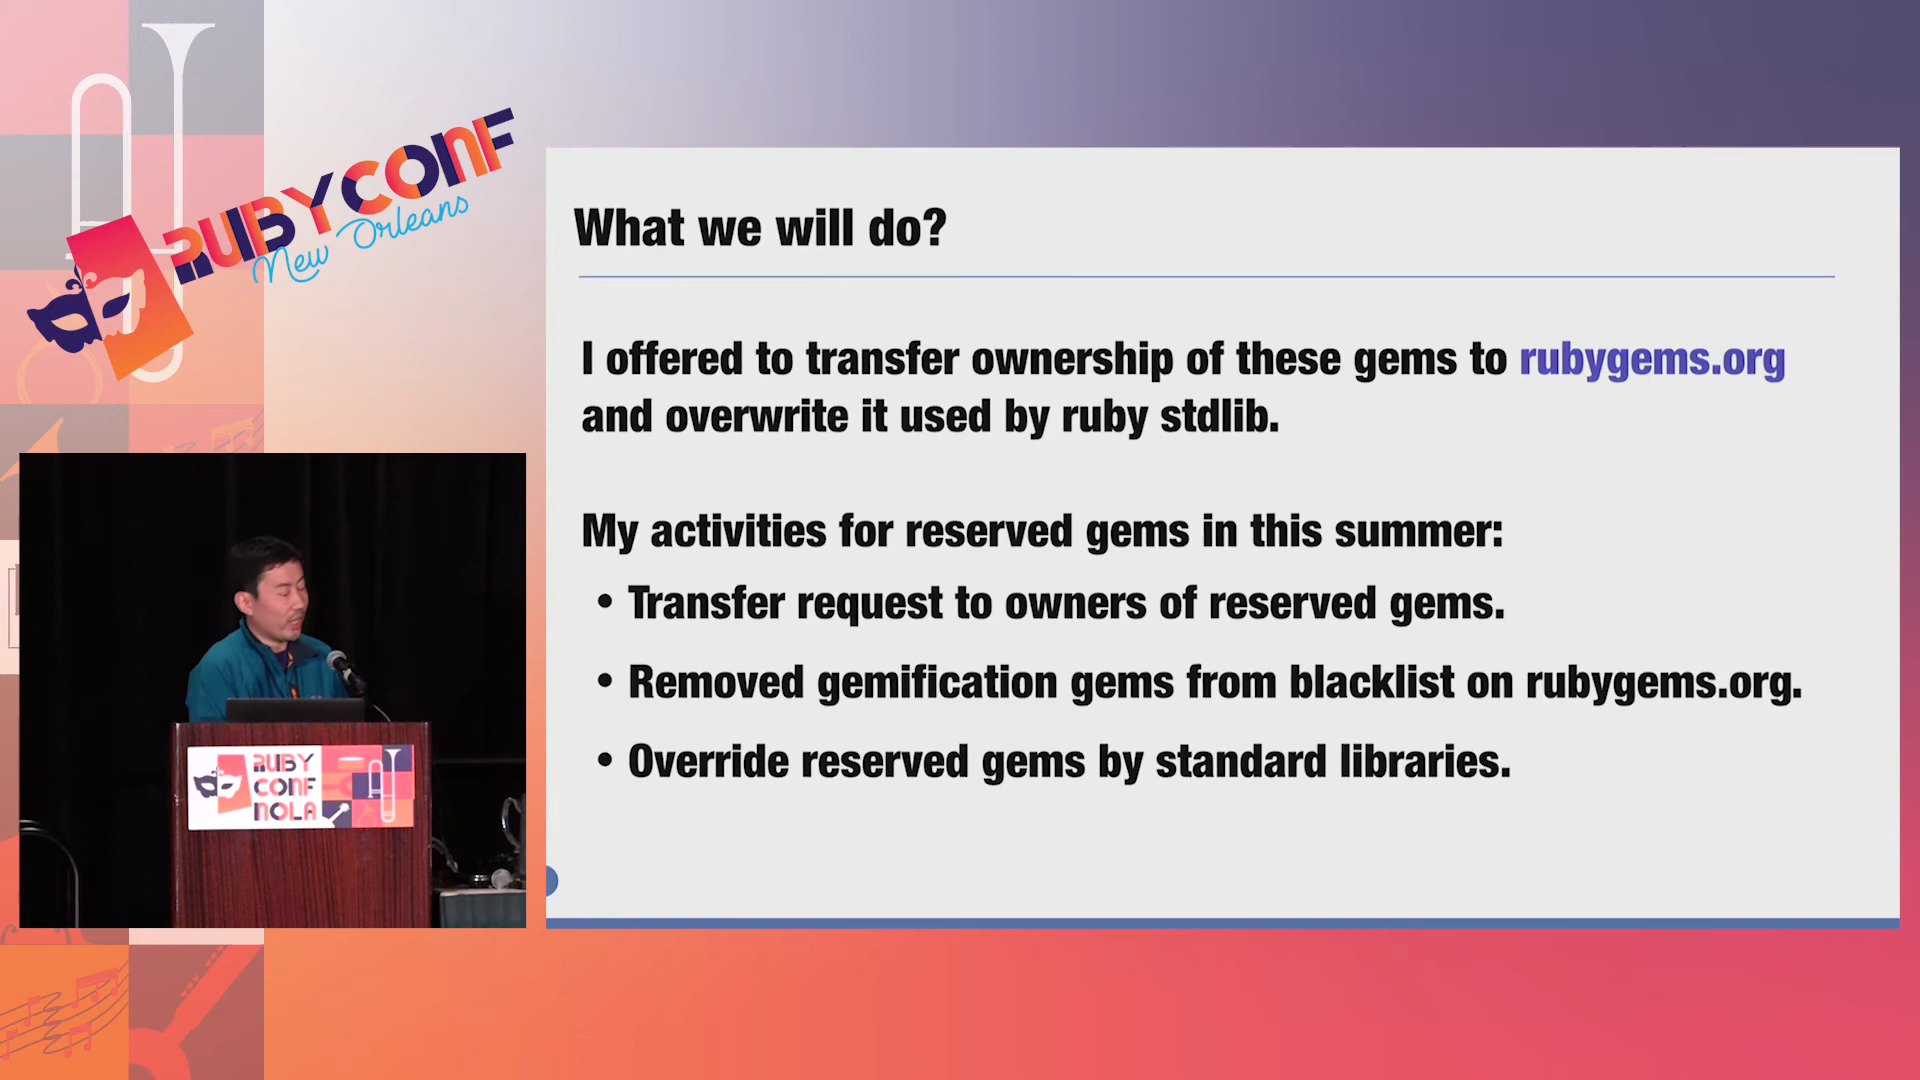 RUBYCONF
New Orleans
What we will do?
I offered to transfer ownership of these gems to rubygems.org
and overwrite it used by ruby stdlib.
My activities for reserved gems in this summer:
• Transfer request to owners of reserved gems.
• Removed gemification gems from blacklist on rubygems.org.
• Override reserved gems by standard libraries.
RUBY
CONF
NOLA